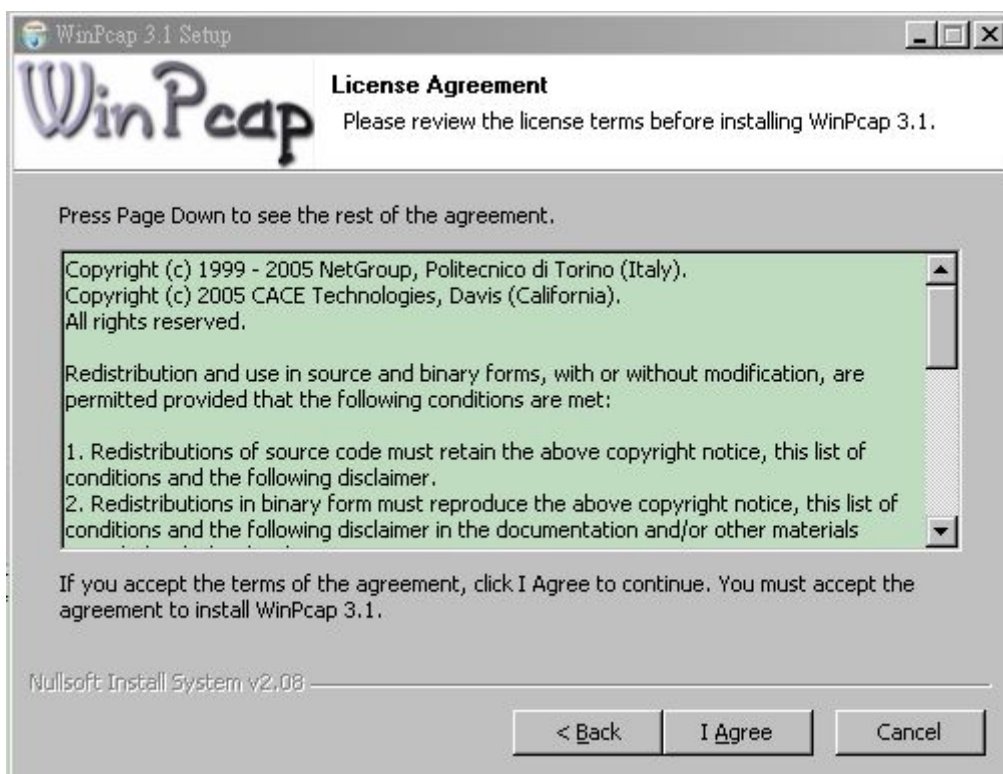 WinPcap 3.1 Setup
WinPcap
License Agreement
Please review the license terms before installing WinPcap 3.1.
Press Page Down to see the rest of the agreement.
Copyright (c) 1999 - 2005 NetGroup, Politecnico di Torino (Italy).
Copyright (c) 2005 CACE Technologies, Davis (California).
All rights reserved.
Redistribution and use in source and binary forms, with or without modification, are
permitted provided that the following conditions are met:
1. Redistributions of source code must retain the above copyright notice, this list of
conditions and the following disclaimer.
2. Redistributions in binary form must reproduce the above copyright notice, this list of
conditions and the following disclaimer in the documentation and/or other materials
If you accept the terms of the agreement, click I Agree to continue. You must accept the
agreement to install WinPcap 3.1.
Nullsoft Install System v2.08
< Back
I Agree
Cancel